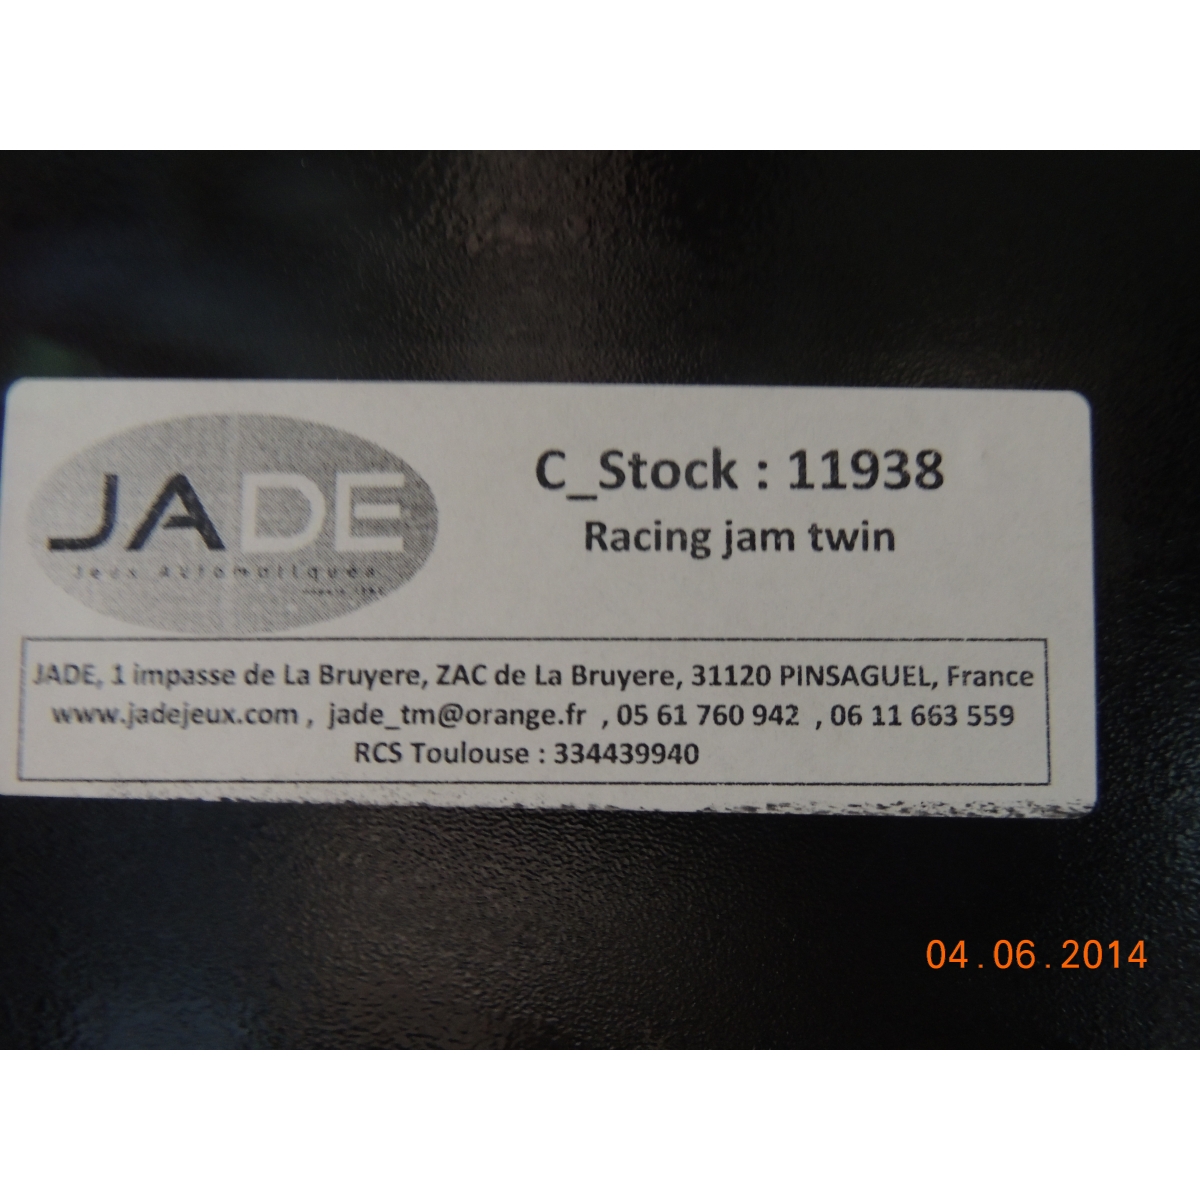 JADE
Jeux Automatiques
C_Stock : 11938
Racing jam twin
JADE, 1 impasse de La Bruyere, ZAC de La Bruyere, 31120 PINSAGUEL, France
www.jadejeux.com , jade_tm@orange.fr , 05 61 760 942 , 06 11 663 559
RCS Toulouse : 334439940
04.06.2014